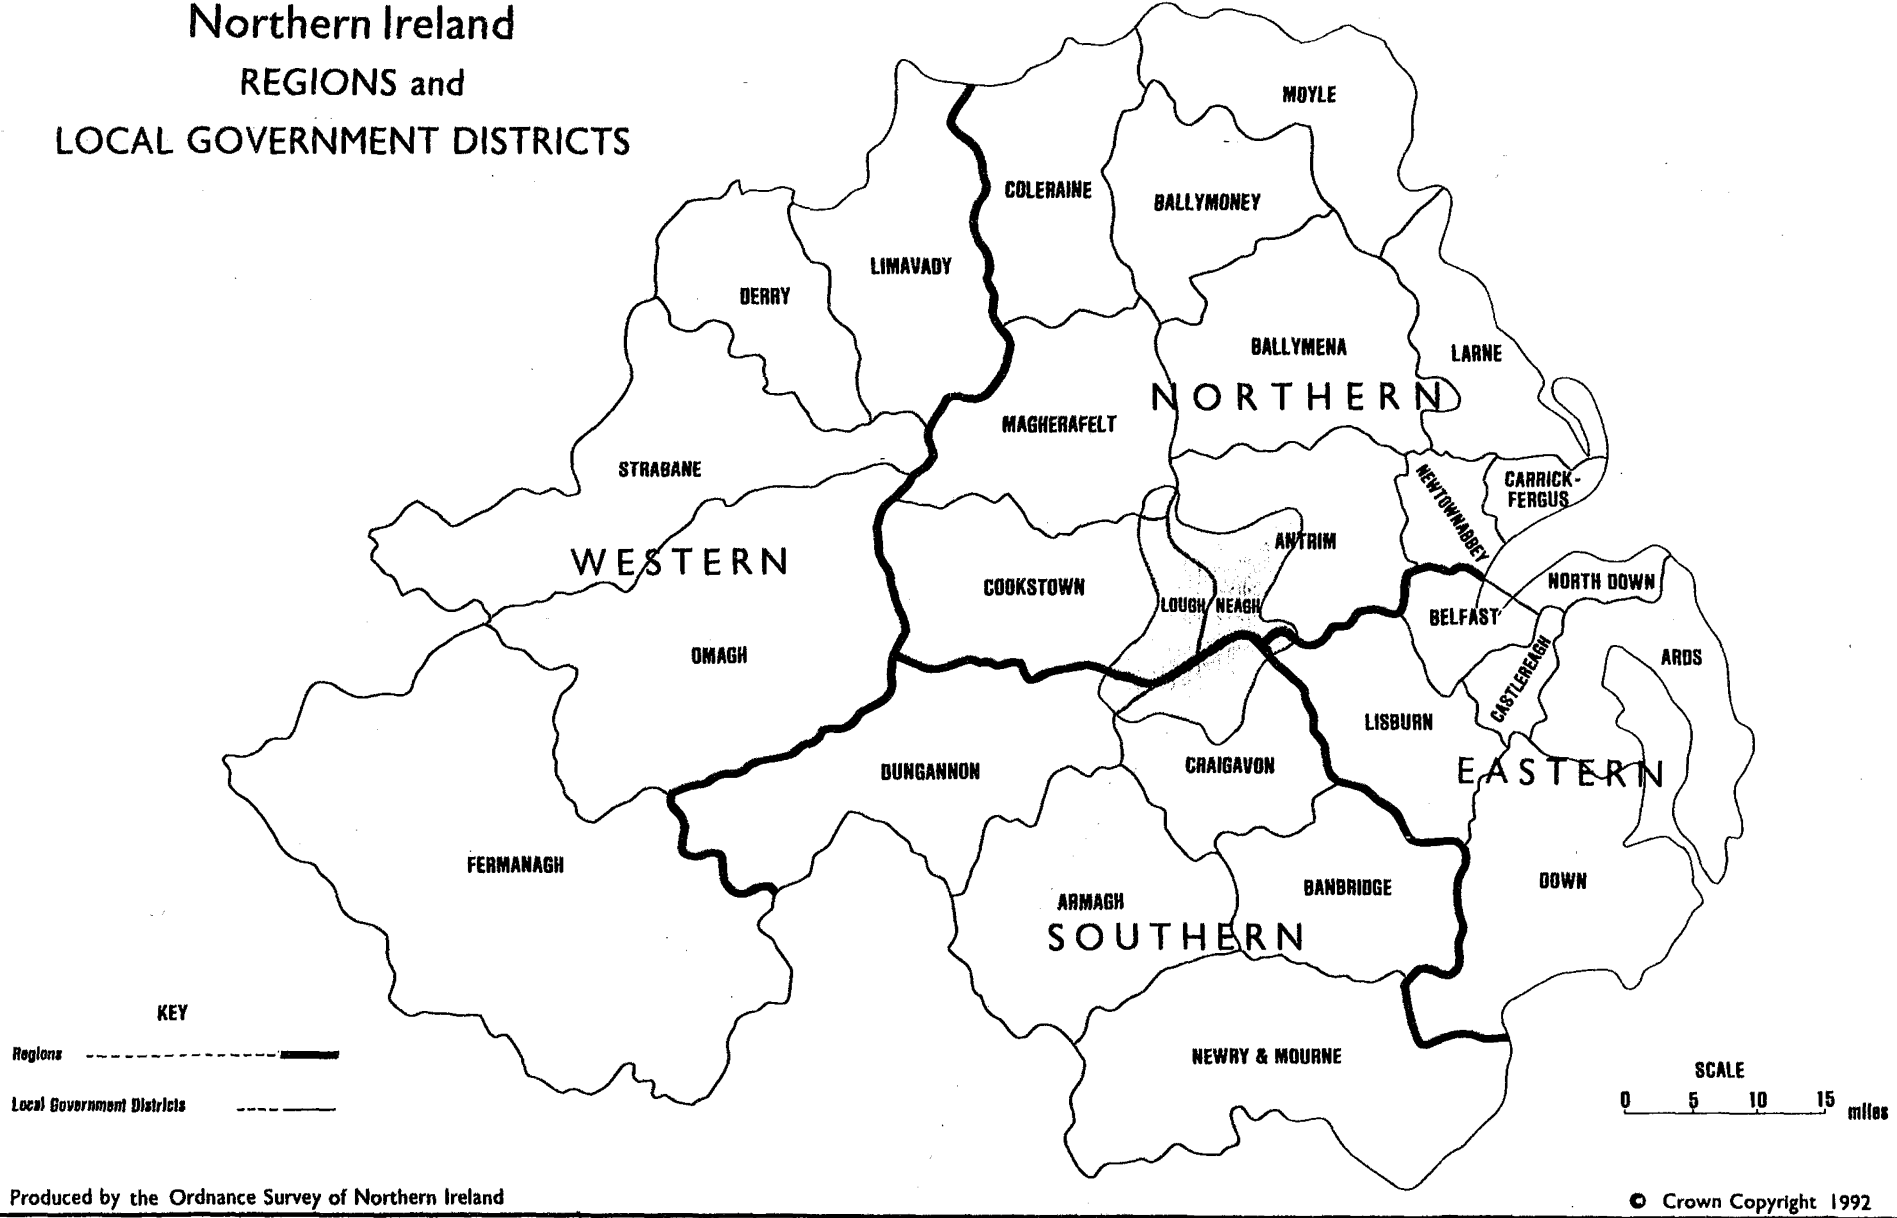 Northern Ireland
REGIONS and
LOCAL GOVERNMENT DISTRICTS
MOYLE
COLERAINE
BALLYMONEY
LIMAVADY
DERRY
BALLYMENA
LARNE
NORTHERN
MAGHERAFELT
STRABANE
NEWTOWNABBEY
CARRICK-
FERGUS
WESTERN
ANTRIM
COOKSTOWN
NORTH DOWN
LOUGH NEAGH
BELFAST
OMAGH
CASTLEREAGH
ARDS
LISBURN
DUNGANNON
CRAIGAVON
EASTERN
FERMANAGH
ARMAGH
BANBRIDGE
DOWN
SOUTHERN
KEY
Regions
Local Government Districts
NEWRY & MOURNE
SCALE
0 5 10 15 miles
Produced by the Ordnance Survey of Northern Ireland
© Crown Copyright 1992